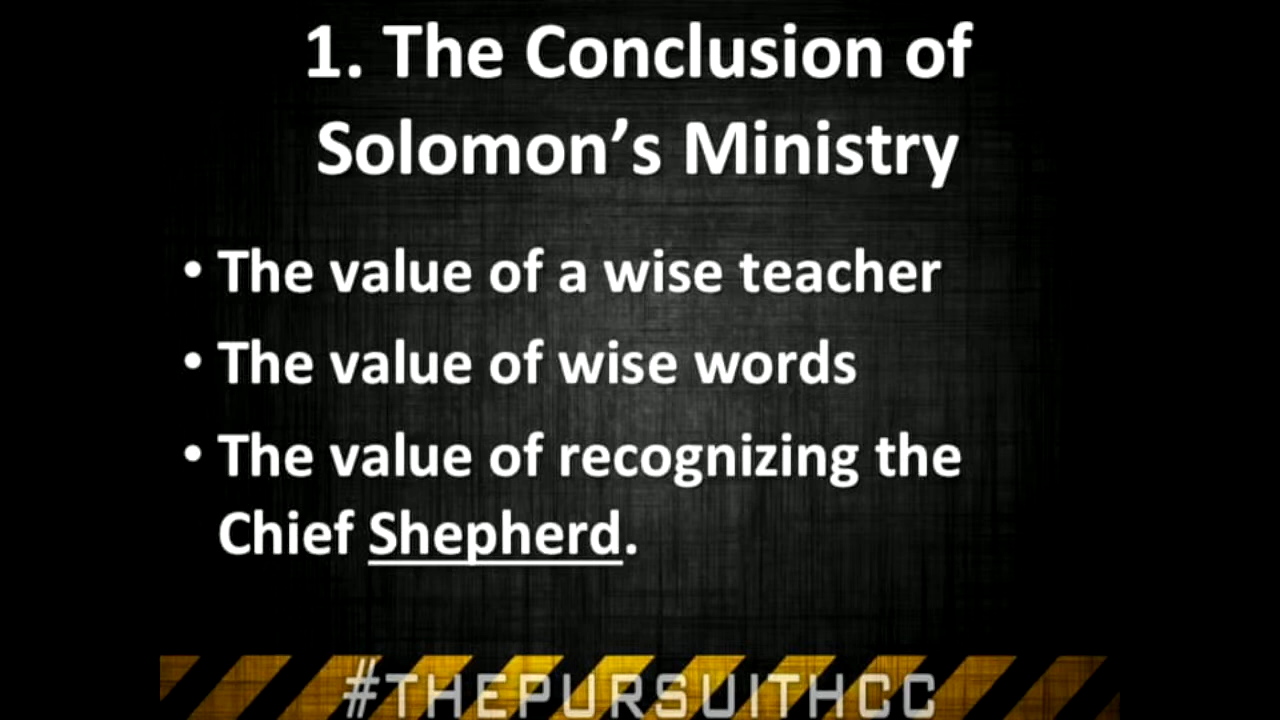 1. The Conclusion of
Solomon’s Ministry
• The value of a wise teacher
• The value of wise words
• The value of recognizing the
Chief Shepherd.
#THEPURSUITHCC